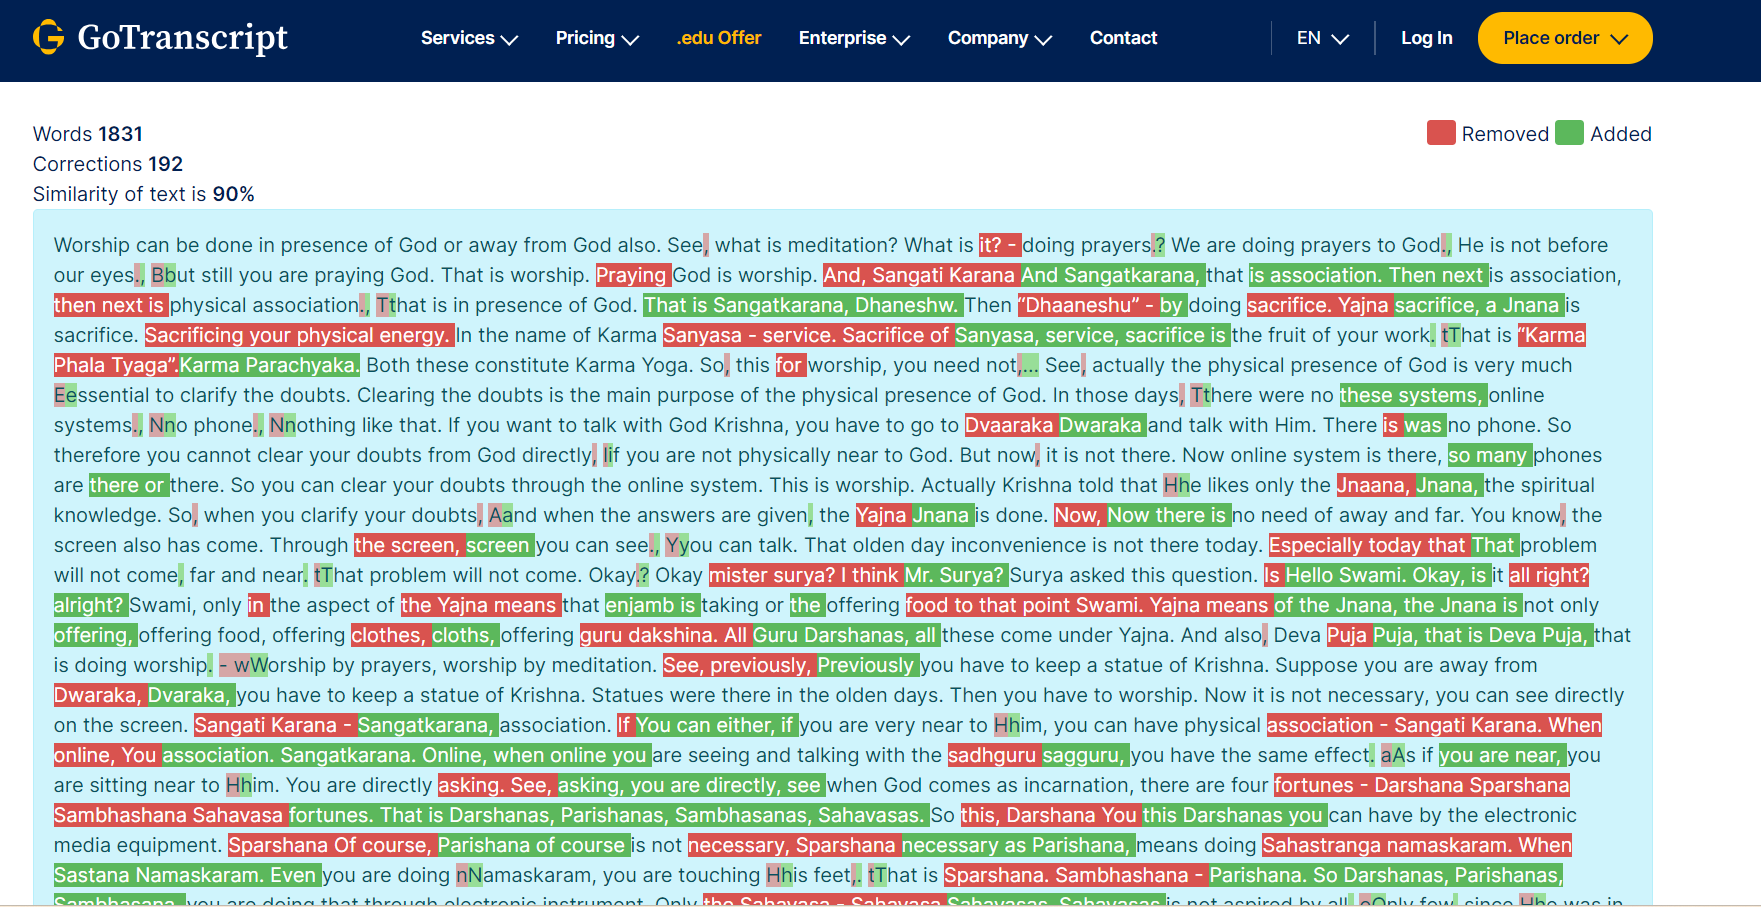 GoTranscript Services Pricing .edu Offer Enterprise Company Contact EN Log In Place order
Words 1831 Removed Added
Corrections 192
Similarity of text is 90%
Worship can be done in presence of God or away from God also. See, what is meditation? What is it? - doing prayers.? We are doing prayers to God., He is not before
our eyes., Bbut still you are praying God. That is worship. Praying God is worship. And, Sangati Karana And Sangatkarana, that is association. Then next is association,
then next is physical association., Tthat is in presence of God. That is Sangatkarana, Dhaneshw. Then “Dhaaneshu” - by doing sacrifice. Yajna sacrifice, a Jnana is
sacrifice. Sacrificing your physical energy. In the name of Karma Sanyasa - service. Sacrifice of Sanyasa, service, sacrifice is the fruit of your work. tThat is “Karma
Phala Tyaga”.Karma Parachyaka. Both these constitute Karma Yoga. So, this for worship, you need not,... See, actually the physical presence of God is very much
Eessential to clarify the doubts. Clearing the doubts is the main purpose of the physical presence of God. In those days, Tthere were no these systems, online
systems., Nno phone., Nnothing like that. If you want to talk with God Krishna, you have to go to Dvaaraka Dwaraka and talk with Him. There is was no phone. So
therefore you cannot clear your doubts from God directly, Iif you are not physically near to God. But now, it is not there. Now online system is there, so many phones
are there or there. So you can clear your doubts through the online system. This is worship. Actually Krishna told that Hhe likes only the Jnaana, Jnana, the spiritual
knowledge. So, when you clarify your doubts, Aand when the answers are given, the Yajna Jnana is done. Now, Now there is no need of away and far. You know, the
screen also has come. Through the screen, screen you can see., Yyou can talk. That olden day inconvenience is not there today. Especially today that That problem
will not come, far and near. tThat problem will not come. Okay.? Okay mister surya? I think Mr. Surya? Surya asked this question. Is Hello Swami. Okay, is it all right?
alright? Swami, only in the aspect of the Yajna means that enjamb is taking or the offering food to that point Swami. Yajna means of the Jnana, the Jnana is not only
offering, offering food, offering clothes, cloths, offering guru dakshina. All Guru Darshanas, all these come under Yajna. And also, Deva Puja Puja, that is Deva Puja, that
is doing worship. - wWorship by prayers, worship by meditation. See, previously, Previously you have to keep a statue of Krishna. Suppose you are away from
Dwaraka, Dvaraka, you have to keep a statue of Krishna. Statues were there in the olden days. Then you have to worship. Now it is not necessary, you can see directly
on the screen. Sangati Karana - Sangatkarana, association. If You can either, if you are very near to Hhim, you can have physical association - Sangati Karana. When
online, You association. Sangatkarana. Online, when online you are seeing and talking with the sadhguru sagguru, you have the same effect. aAs if you are near, you
are sitting near to Hhim. You are directly asking. See, asking, you are directly, see when God comes as incarnation, there are four fortunes - Darshana Sparshana
Sambhashana Sahavasa fortunes. That is Darshanas, Parishanas, Sambhasanas, Sahavasas. So this, Darshana You this Darshanas you can have by the electronic
media equipment. Sparshana Of course, Parishana of course is not necessary, Sparshana necessary as Parishana, means doing Sahastranga namaskaram. When
Sastana Namaskaram. Even you are doing nNamaskaram, you are touching Hhis feet,. tThat is Sparshana. Sambhashana - Parishana. So Darshanas, Parishanas,
Sambhasana, you are doing that through electronic instrument. Only the Sahavasa - Sahavasa Sahavasas, Sahavasas is not aspired by all, oOnly few, since Hhe was in